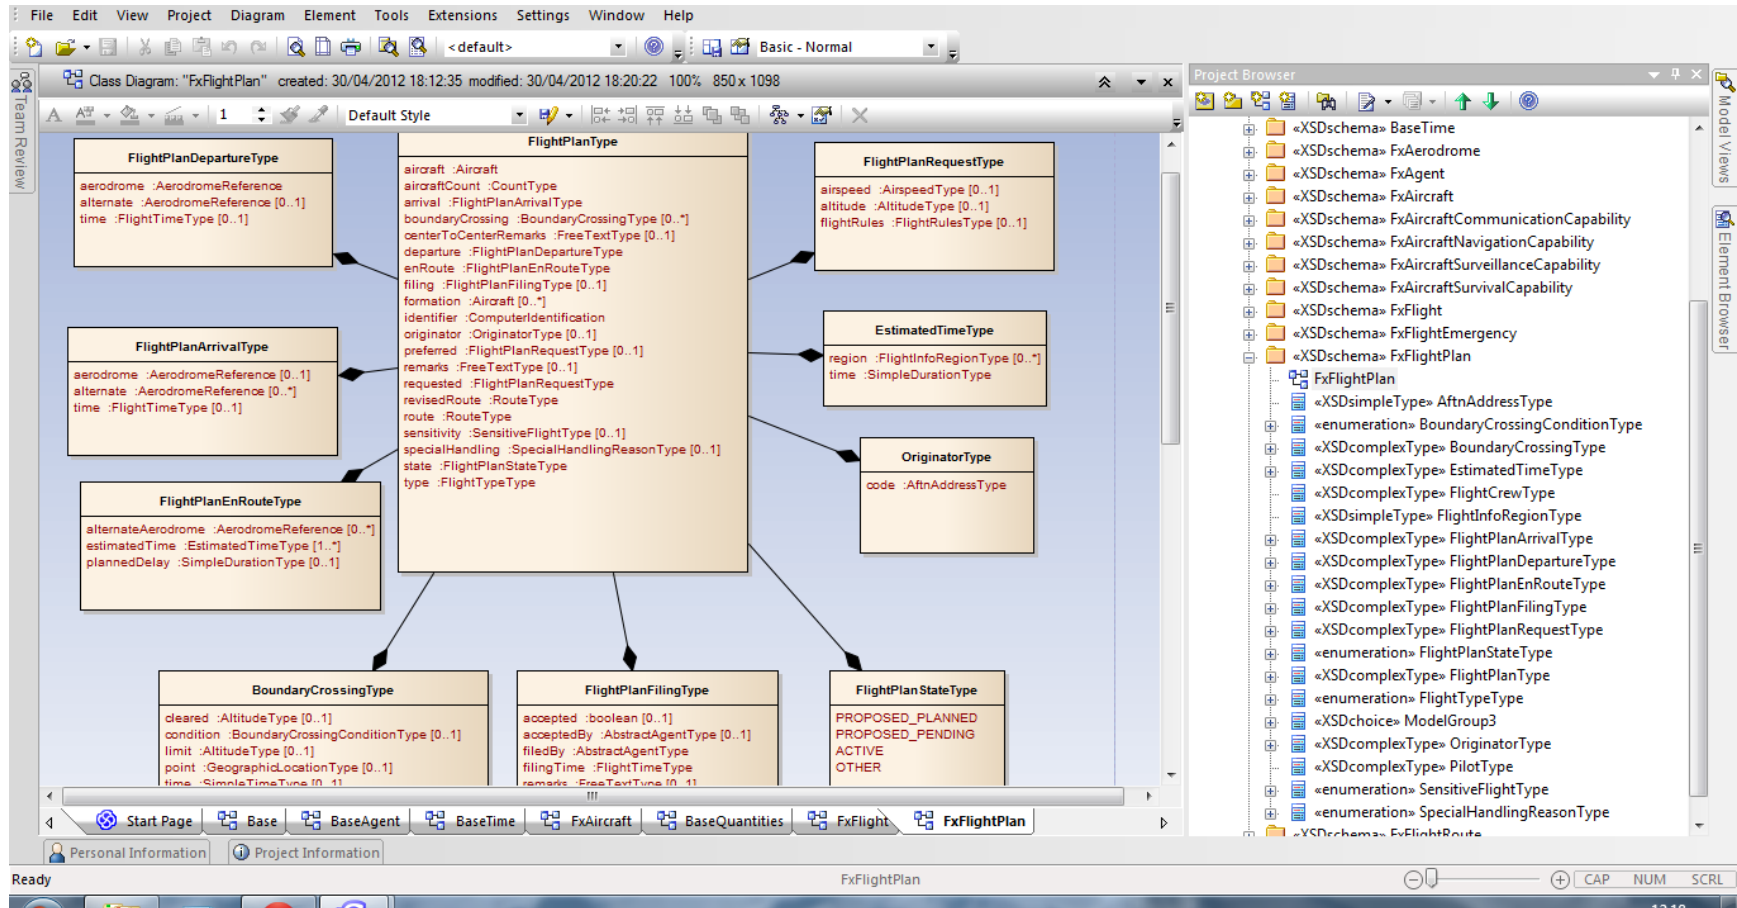 File Edit View Project Diagram Element Tools Extensions Settings Window Help
<default> Basic - Normal
Class Diagram: "FxFlightPlan" created: 30/04/2012 18:12:35 modified: 30/04/2012 18:20:22 100% 850 x 1098
1 Default Style
Team Review
FlightPlanDepartureType
aerodrome :AerodromeReference
alternate :AerodromeReference [0..1]
time :FlightTimeType [0..1]
FlightPlanArrivalType
aerodrome :AerodromeReference [0..1]
alternate :AerodromeReference [0..*]
time :FlightTimeType [0..1]
FlightPlanEnRouteType
alternateAerodrome :AerodromeReference [0..*]
estimatedTime :EstimatedTimeType [1..*]
plannedDelay :SimpleDurationType [0..1]
FlightPlanType
aircraft :Aircraft
aircraftCount :CountType
arrival :FlightPlanArrivalType
boundaryCrossing :BoundaryCrossingType [0..*]
centerToCenterRemarks :FreeTextType [0..1]
departure :FlightPlanDepartureType
enRoute :FlightPlanEnRouteType
filing :FlightPlanFilingType [0..1]
formation :Aircraft [0..*]
identifier :ComputerIdentification
originator :OriginatorType [0..1]
preferred :FlightPlanRequestType [0..1]
remarks :FreeTextType [0..1]
requested :FlightPlanRequestType
revisedRoute :RouteType
route :RouteType
sensitivity :SensitiveFlightType [0..1]
specialHandling :SpecialHandlingReasonType [0..1]
state :FlightPlanStateType
type :FlightTypeType
FlightPlanRequestType
airspeed :AirspeedType [0..1]
altitude :AltitudeType [0..1]
flightRules :FlightRulesType [0..1]
EstimatedTimeType
region :FlightInfoRegionType [0..*]
time :SimpleDurationType
OriginatorType
code :AftnAddressType
BoundaryCrossingType
cleared :AltitudeType [0..1]
condition :BoundaryCrossingConditionType [0..1]
limit :AltitudeType [0..1]
point :GeographicLocationType [0..1]
time :SimpleTimeType [0..1]
FlightPlanFilingType
accepted :boolean [0..1]
acceptedBy :AbstractAgentType [0..1]
filedBy :AbstractAgentType
filingTime :FlightTimeType
remarks :FreeTextType [0..1]
FlightPlanStateType
PROPOSED_PLANNED
PROPOSED_PENDING
ACTIVE
OTHER
Start Page Base BaseAgent BaseTime FxAircraft BaseQuantities FxFlight FxFlightPlan
Project Browser
«XSDschema» BaseTime
«XSDschema» FxAerodrome
«XSDschema» FxAgent
«XSDschema» FxAircraft
«XSDschema» FxAircraftCommunicationCapability
«XSDschema» FxAircraftNavigationCapability
«XSDschema» FxAircraftSurveillanceCapability
«XSDschema» FxAircraftSurvivalCapability
«XSDschema» FxFlight
«XSDschema» FxFlightEmergency
«XSDschema» FxFlightPlan
FxFlightPlan
«XSDsimpleType» AftnAddressType
«enumeration» BoundaryCrossingConditionType
«XSDcomplexType» BoundaryCrossingType
«XSDcomplexType» EstimatedTimeType
«XSDcomplexType» FlightCrewType
«XSDsimpleType» FlightInfoRegionType
«XSDcomplexType» FlightPlanArrivalType
«XSDcomplexType» FlightPlanDepartureType
«XSDcomplexType» FlightPlanEnRouteType
«XSDcomplexType» FlightPlanFilingType
«XSDcomplexType» FlightPlanRequestType
«enumeration» FlightPlanStateType
«XSDcomplexType» FlightPlanType
«enumeration» FlightTypeType
«XSDchoice» ModelGroup3
«XSDcomplexType» OriginatorType
«XSDcomplexType» PilotType
«enumeration» SensitiveFlightType
«enumeration» SpecialHandlingReasonType
«XSDschema» FxFlightRoute
Model Views
Element Browser
Personal Information Project Information
Ready FxFlightPlan CAP NUM SCRL